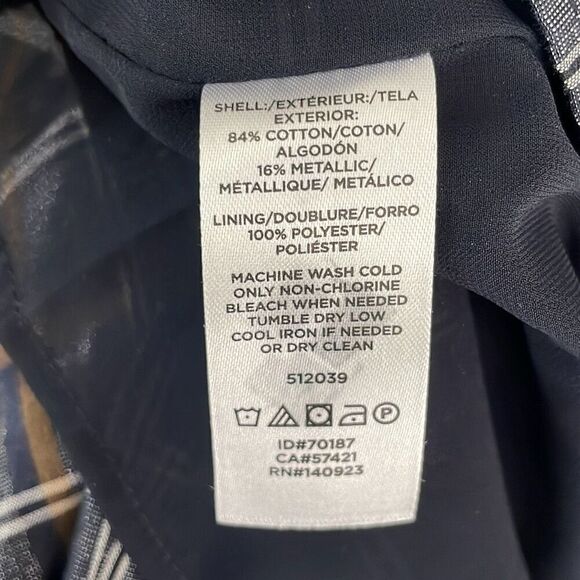 SHELL:/EXTÉRIEUR:/TELA
EXTERIOR:
84% COTTON/COTON/
ALGODÓN
16% METALLIC/
MÉTALLIQUE/ METÁLICO
LINING/DOUBLURE/FORRO
100% POLYESTER/
POLIÉSTER
MACHINE WASH COLD
ONLY NON-CHLORINE
BLEACH WHEN NEEDED
TUMBLE DRY LOW
COOL IRON IF NEEDED
OR DRY CLEAN
512039
P
ID#70187
CA#57421
RN#140923